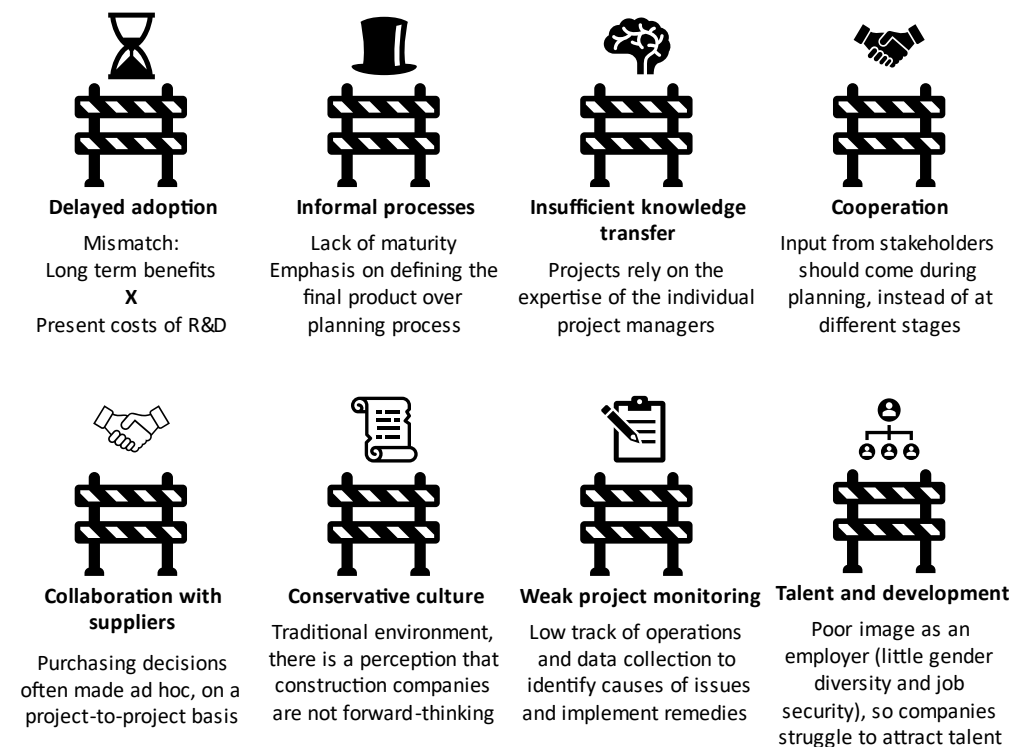 Delayed adoption
Mismatch:
Long term benefits
X
Present costs of R&D
Informal processes
Lack of maturity
Emphasis on defining the
final product over
planning process
Insufficient knowledge
transfer
Projects rely on the
expertise of the individual
project managers
Cooperation
Input from stakeholders
should come during
planning, instead of at
different stages
Collaboration with
suppliers
Purchasing decisions
often made ad hoc, on a
project-to-project basis
Conservative culture
Traditional environment,
there is a perception that
construction companies
are not forward-thinking
Weak project monitoring
Low track of operations
and data collection to
identify causes of issues
and implement remedies
Talent and development
Poor image as an
employer (little gender
diversity and job
security), so companies
struggle to attract talent